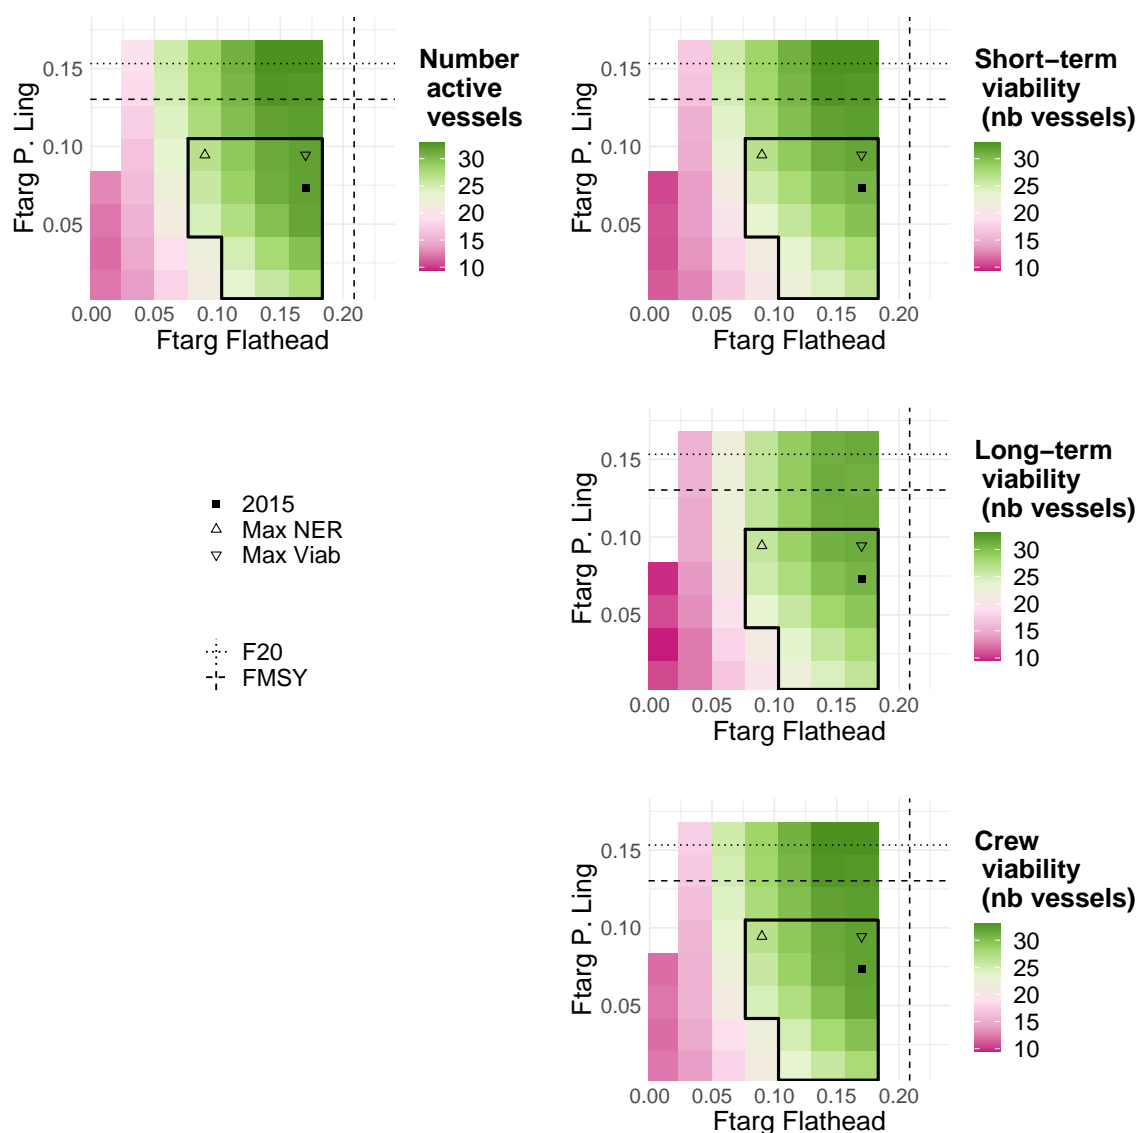 Number
active
vessels
30
25
20
15
10
0.15
0.10
0.05
0.00 0.05 0.10 0.15 0.20
Ftarg P. Ling
Ftarg Flathead
Short−term
viability
(nb vessels)
30
25
20
15
10
0.15
0.10
0.05
0.00 0.05 0.10 0.15 0.20
Ftarg P. Ling
Ftarg Flathead
2015
Max NER
Max Viab
F20
FMSY
Long−term
viability
(nb vessels)
30
25
20
15
10
0.15
0.10
0.05
0.00 0.05 0.10 0.15 0.20
Ftarg P. Ling
Ftarg Flathead
Crew
viability
(nb vessels)
30
25
20
15
10
0.15
0.10
0.05
0.00 0.05 0.10 0.15 0.20
Ftarg P. Ling
Ftarg Flathead